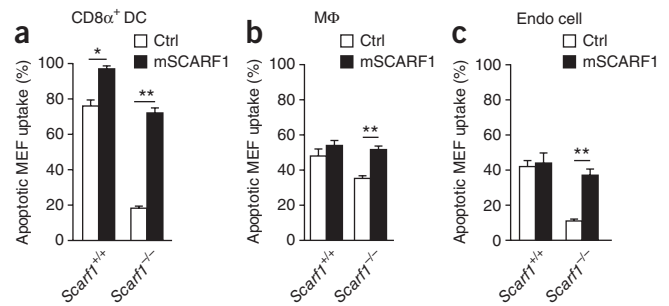 a
CD8α⁺ DC
Ctrl
mSCARF1
Apoptotic MEF uptake (%)
100
80
60
40
20
0
*
**
Scarf1⁺/⁺
Scarf1⁻/⁻
b
MΦ
Ctrl
mSCARF1
Apoptotic MEF uptake (%)
100
80
60
40
20
0
**
Scarf1⁺/⁺
Scarf1⁻/⁻
c
Endo cell
Ctrl
mSCARF1
Apoptotic MEF uptake (%)
100
80
60
40
20
0
**
Scarf1⁺/⁺
Scarf1⁻/⁻